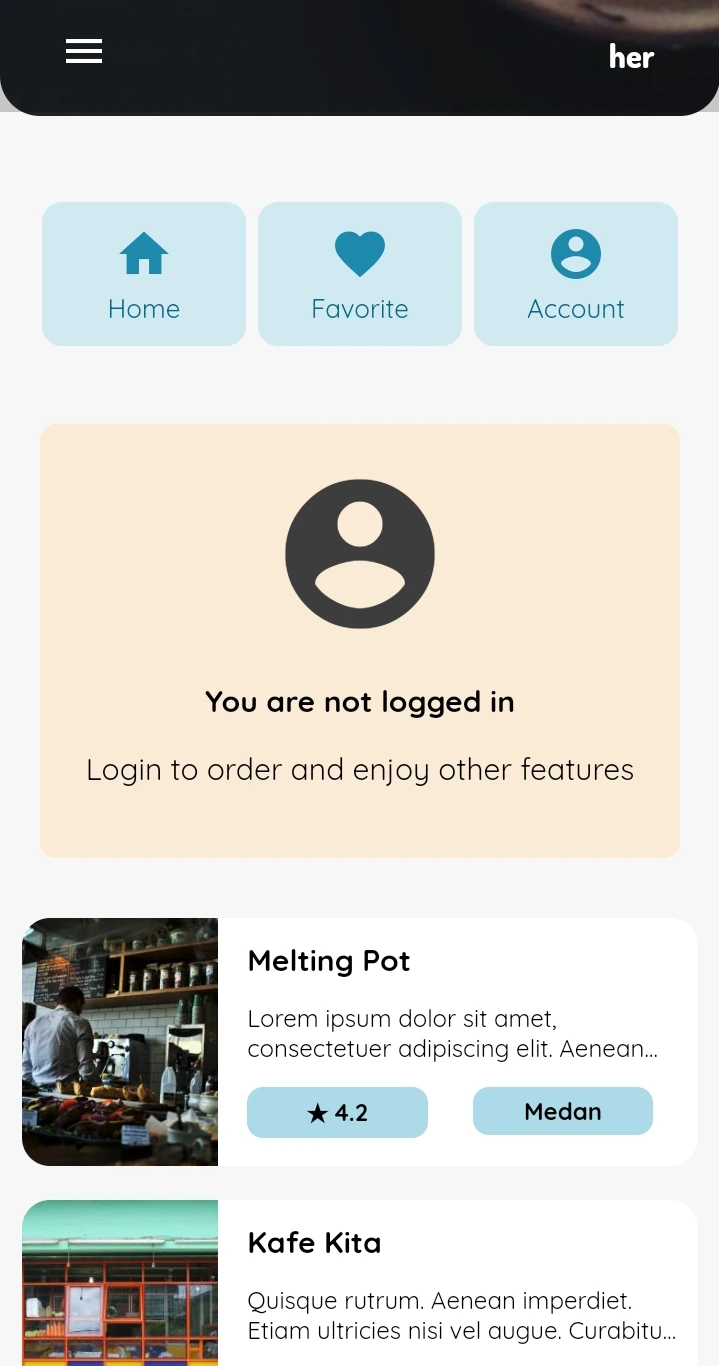 her
Home
Favorite
Account
You are not logged in
Login to order and enjoy other features
Melting Pot
Lorem ipsum dolor sit amet,
consectetuer adipiscing elit. Aenean...
★ 4.2
Medan
Kafe Kita
Quisque rutrum. Aenean imperdiet.
Etiam ultricies nisi vel augue. Curabitu...